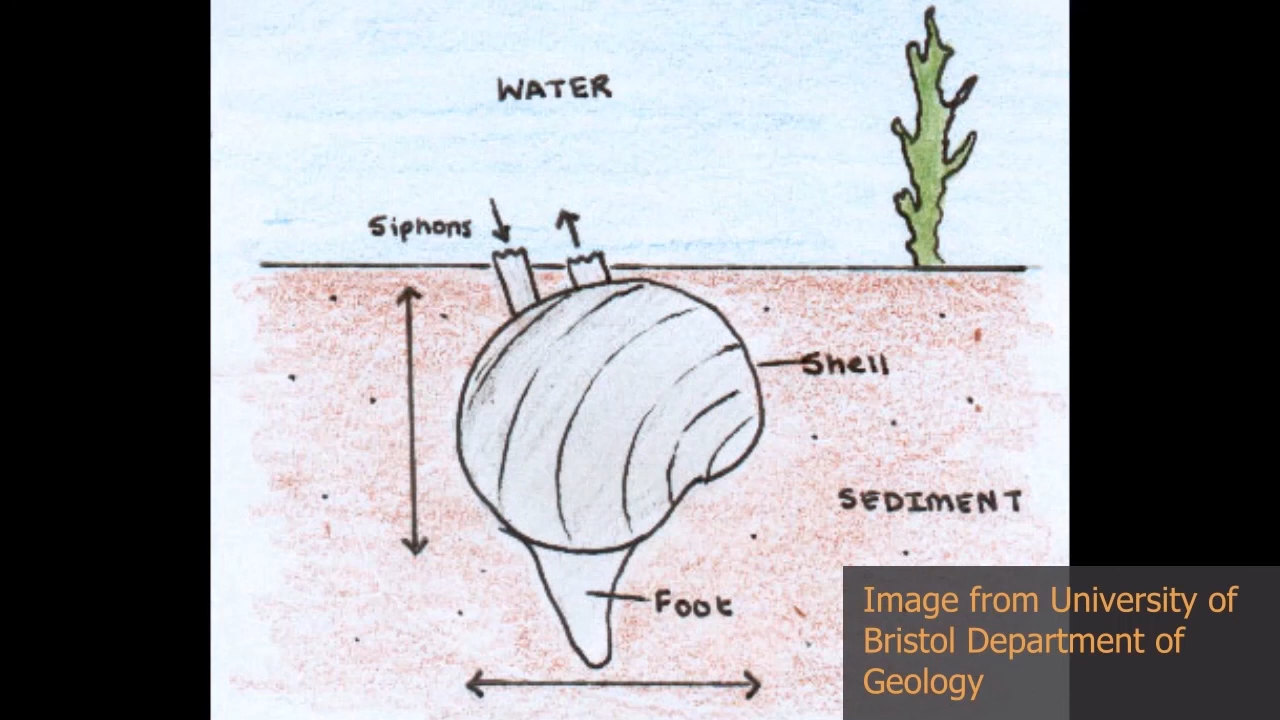 WATER
Siphons
Shell
SEDIMENT
Foot
Image from University of
Bristol Department of
Geology